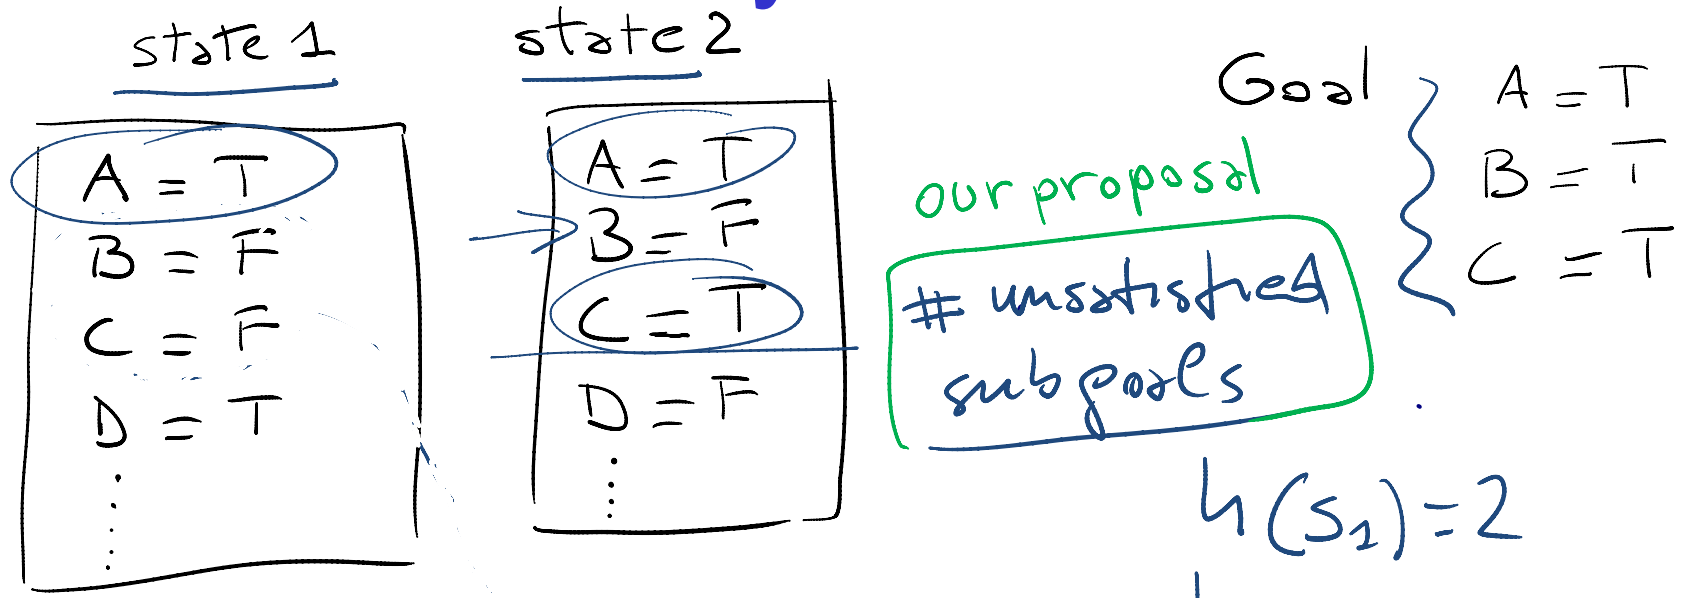 state 1
A = T
B = F
C = F
D = T
state 2
A = T
B = F
C = T
D = F
our proposal
# unsatisfied
subgoals
Goal
A = T
B = T
C = T
h(S1) = 2